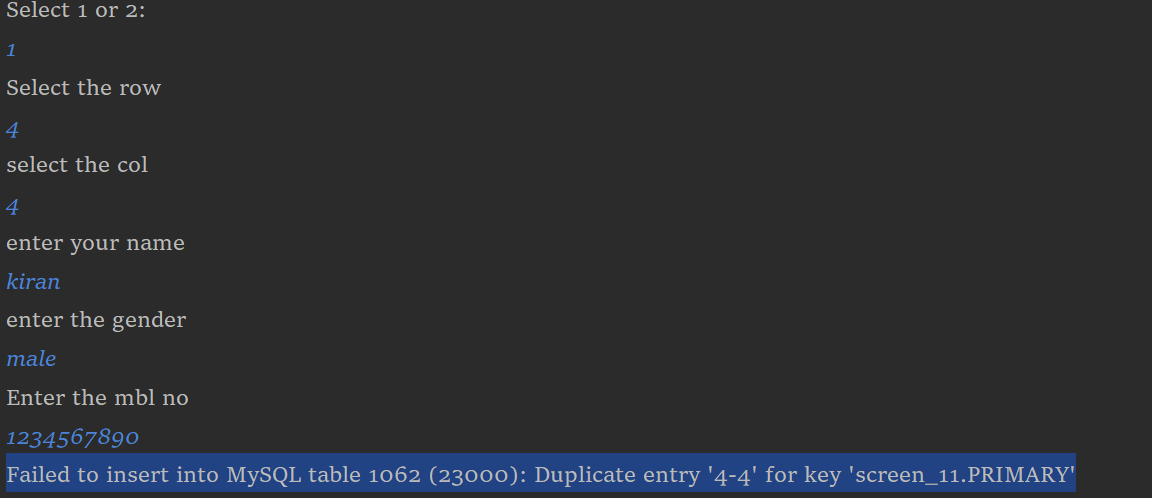 Select 1 or 2:
1
Select the row
4
select the col
4
enter your name
kiran
enter the gender
male
Enter the mbl no
1234567890
Failed to insert into MySQL table 1062 (23000): Duplicate entry '4-4' for key 'screen_11.PRIMARY'